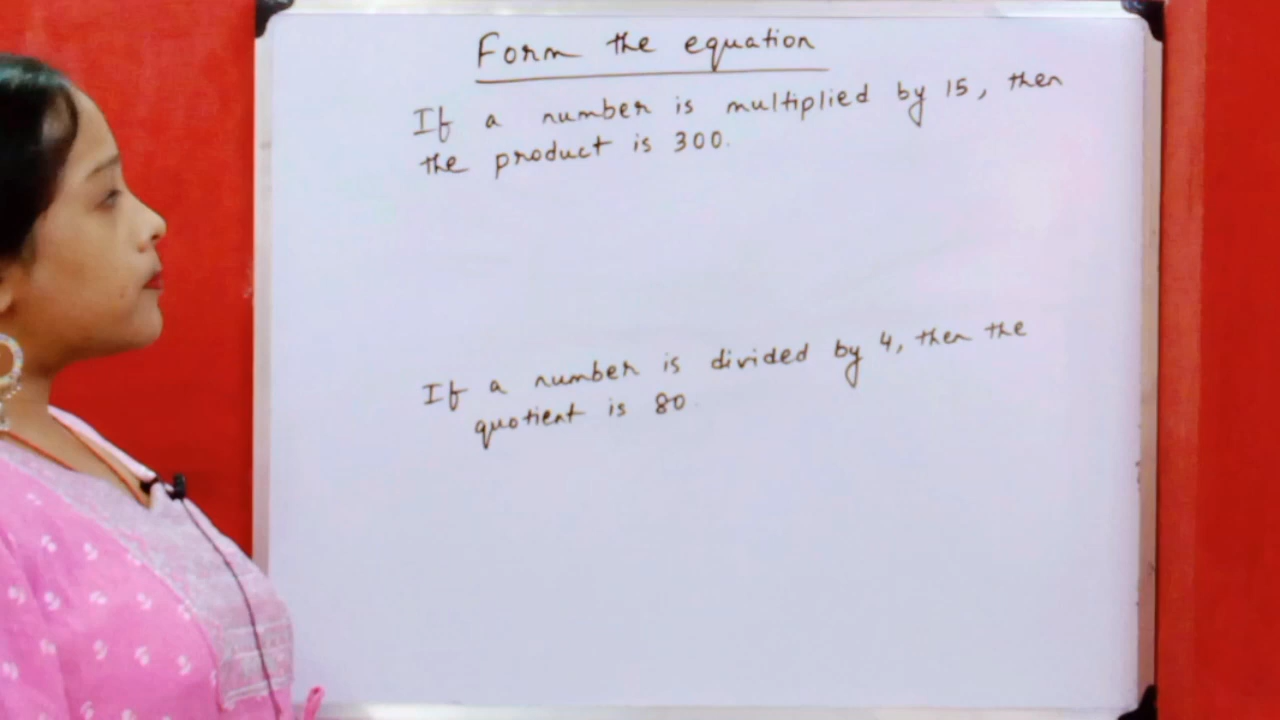 Form the equation
If a number is multiplied by 15, then
the product is 300.
If a number is divided by 4, then the
quotient is 80